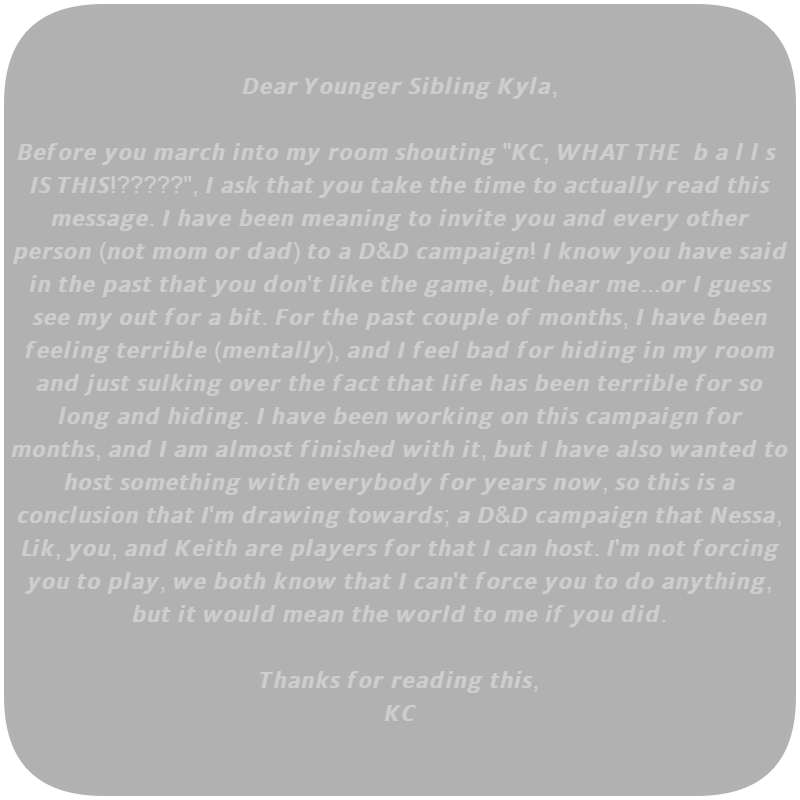 Dear Younger Sibling Kyla,
Before you march into my room shouting "KC, WHAT THE  b a l l s
IS THIS!?????", I ask that you take the time to actually read this
message. I have been meaning to invite you and every other
person (not mom or dad) to a D&D campaign! I know you have said
in the past that you don't like the game, but hear me...or I guess
see my out for a bit. For the past couple of months, I have been
feeling terrible (mentally), and I feel bad for hiding in my room
and just sulking over the fact that life has been terrible for so
long and hiding. I have been working on this campaign for
months, and I am almost finished with it, but I have also wanted to
host something with everybody for years now, so this is a
conclusion that I'm drawing towards; a D&D campaign that Nessa,
Lik, you, and Keith are players for that I can host. I'm not forcing
you to play, we both know that I can't force you to do anything,
but it would mean the world to me if you did.
Thanks for reading this,
KC